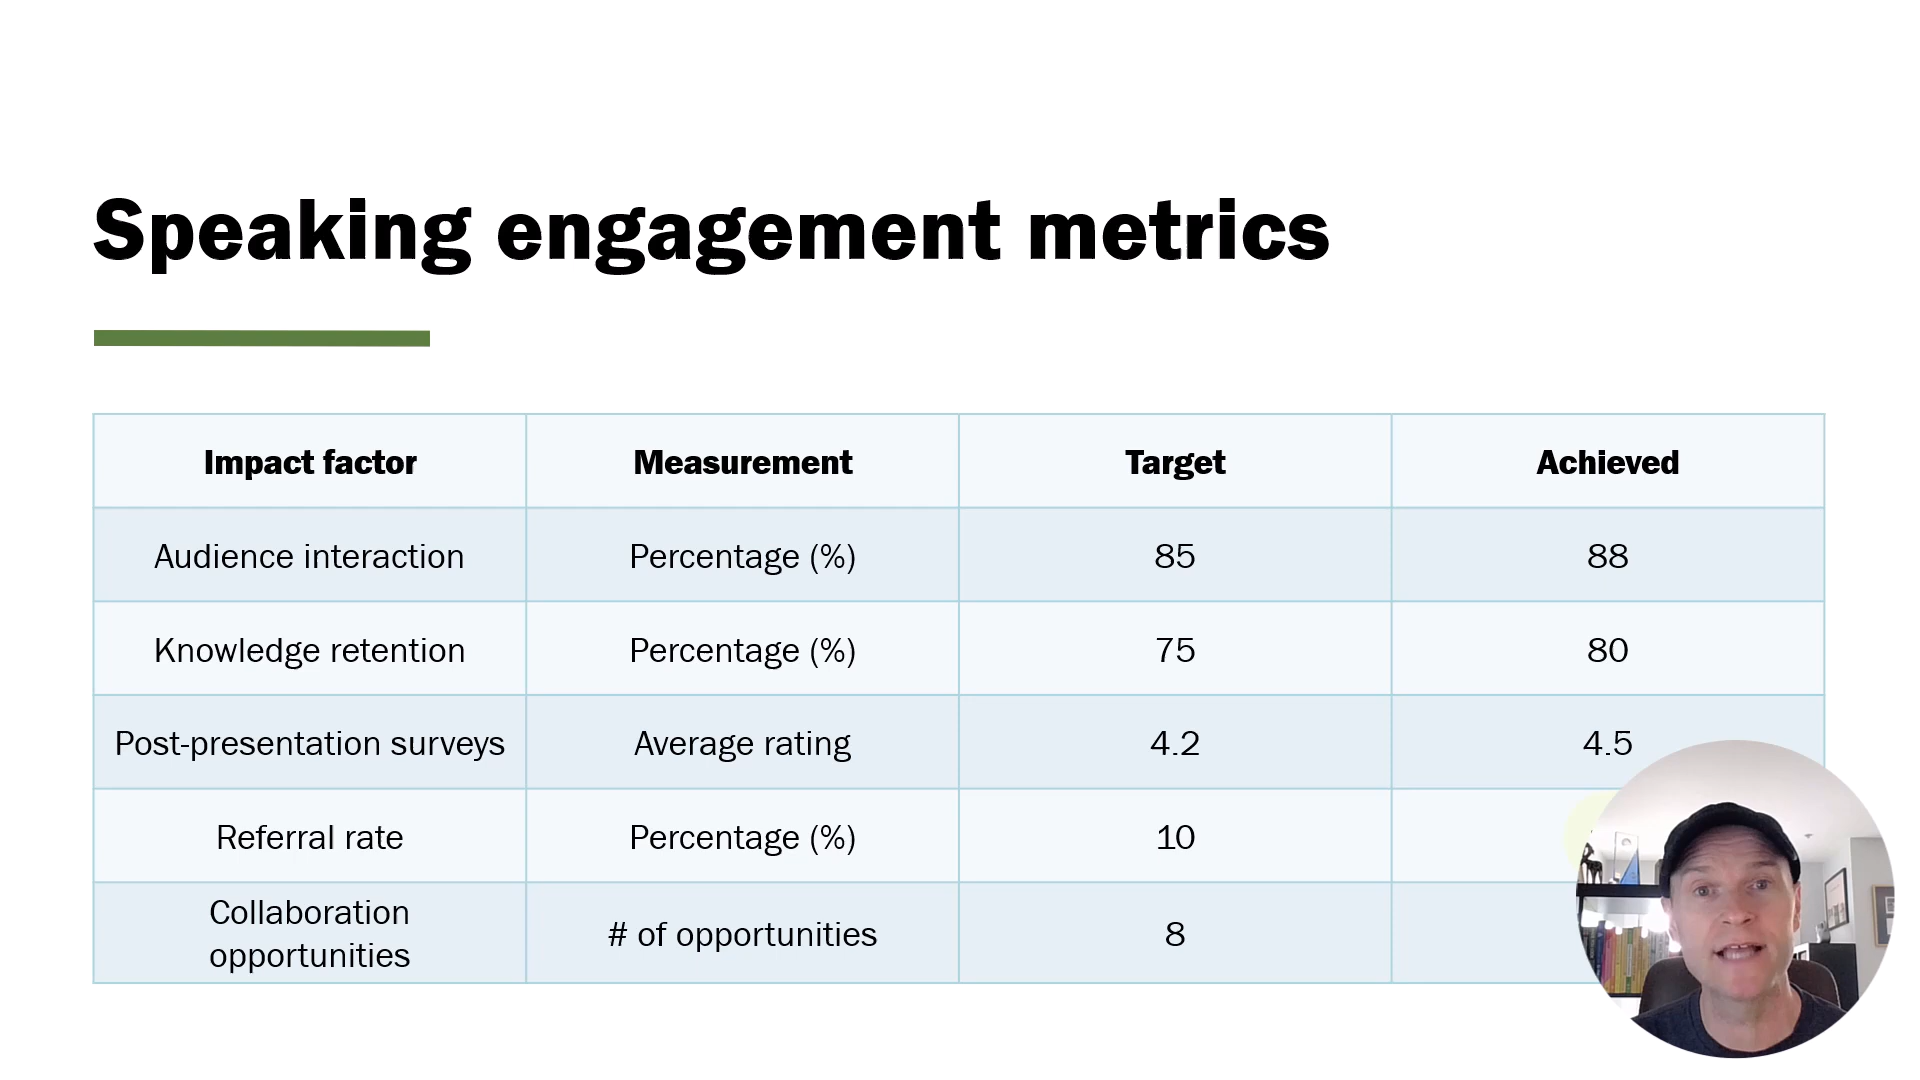 Speaking engagement metrics
Impact factor Measurement Target Achieved
Audience interaction Percentage (%) 85 88
Knowledge retention Percentage (%) 75 80
Post-presentation surveys Average rating 4.2 4.5
Referral rate Percentage (%) 10
Collaboration
opportunities # of opportunities 8